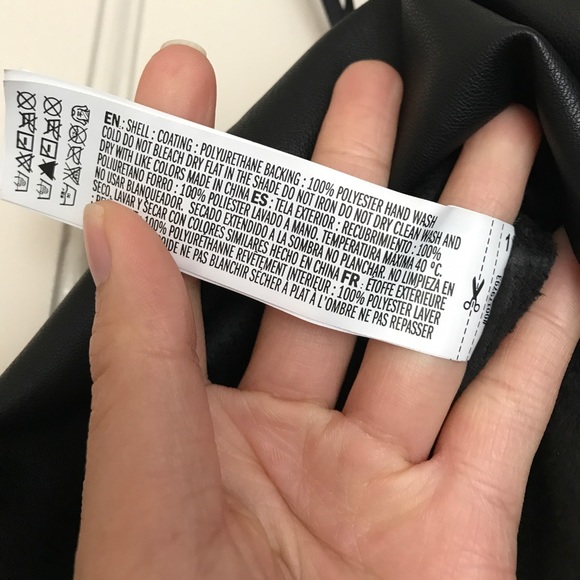 EN : SHELL : COATING : POLYURETHANE BACKING : 100% POLYESTER HAND WASH
COLD DO NOT BLEACH DRY FLAT IN THE SHADE DO NOT IRON DO NOT DRY CLEAN WASH AND
DRY WITH LIKE COLORS MADE IN CHINA ES : TELA EXTERIOR : RECUBRIMIENTO : 100%
POLIURETANO FORRO : 100% POLIESTER LAVADO A MANO. TEMPERATURA MÁXIMA 40 ºC.
NO USAR BLANQUEADOR. SECADO EXTENDIDO A LA SOMBRA NO PLANCHAR. NO LIMPIEZA EN
SECO. LAVAR Y SECAR CON COLORES SIMILARES HECHO EN CHINA FR : ETOFFE EXTÉRIEURE
POLYURETHANNE REVETEMENT INTERIEUR : 100% POLYESTER LAVER
NE PAS BLANCHIR SÉCHER À PLAT À L'OMBRE NE PAS REPASSER